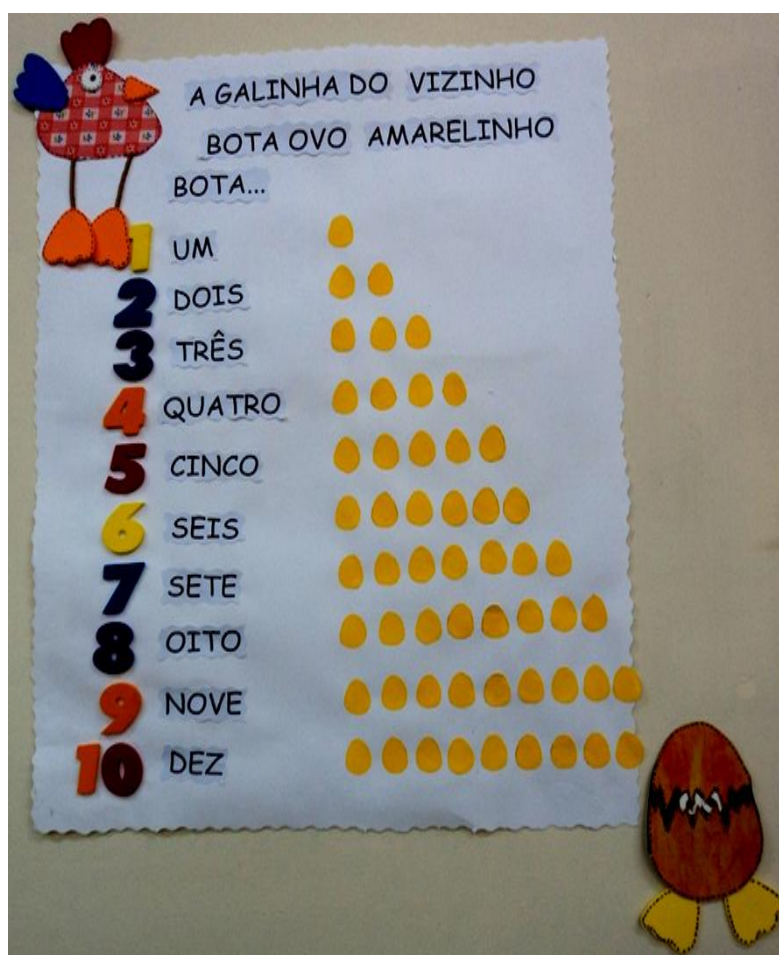 A GALINHA DO VIZINHO
BOTA OVO AMARELINHO
BOTA...
1 UM
2 DOIS
3 TRÊS
4 QUATRO
5 CINCO
6 SEIS
7 SETE
8 OITO
9 NOVE
10 DEZ